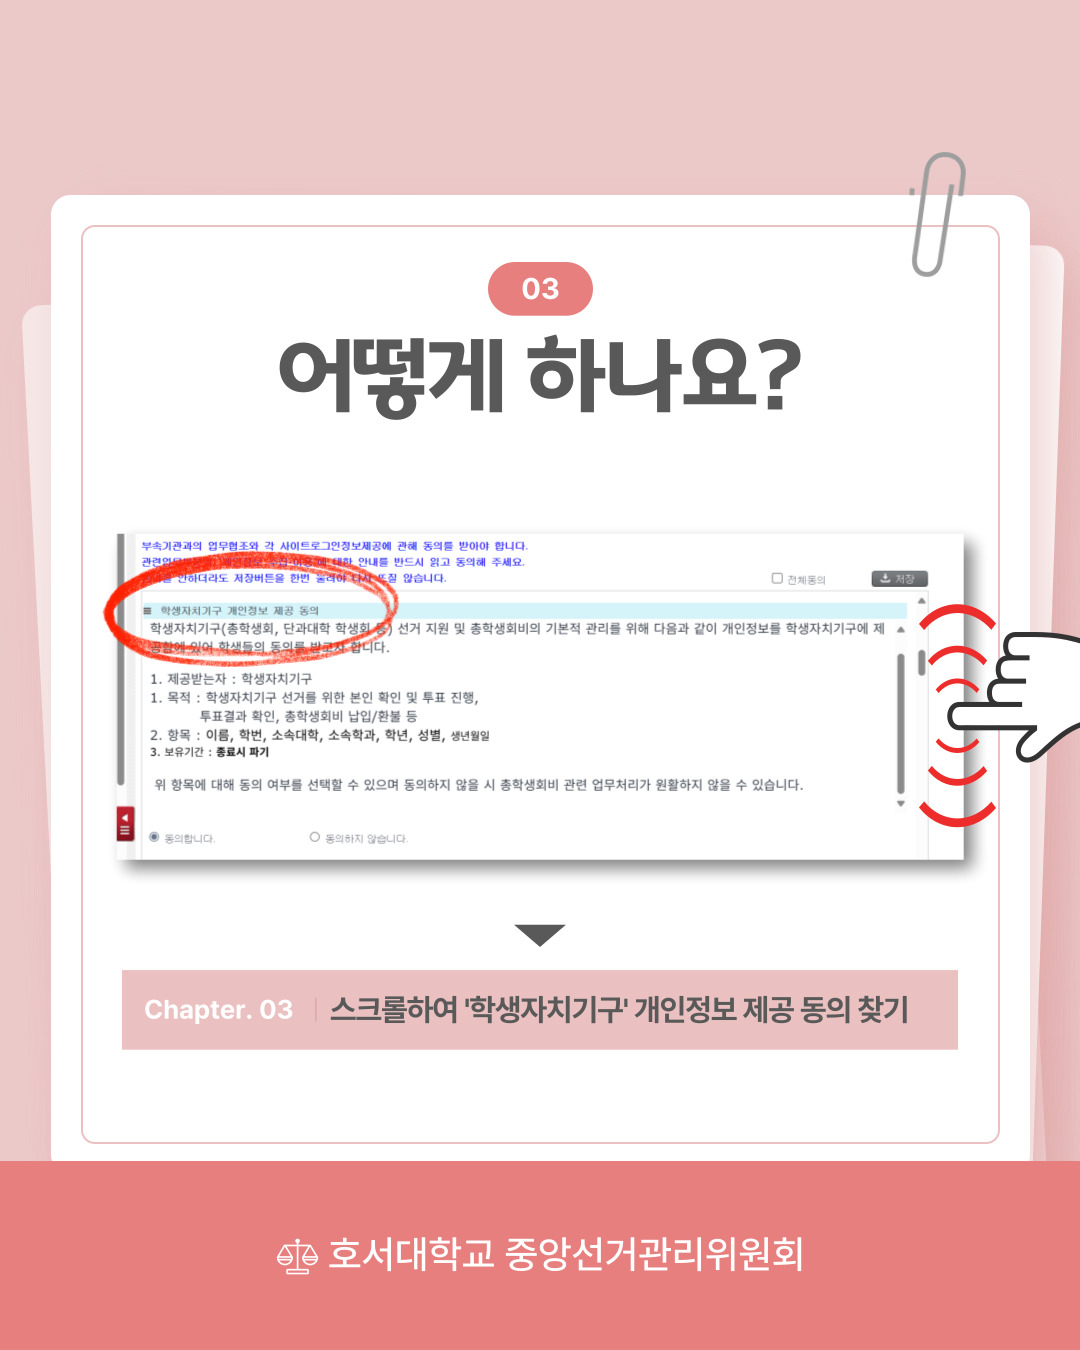 03
어떻게 하나요?
부속기관과의 업무협조와 각 사이트로그인정보제공에 관해 동의를 받아야 합니다.
관련업무 개인정보 수집·이용에 대한 안내를 반드시 읽고 동의해 주세요.
안하더라도 저장버튼을 한번 눌러야 다시 뜨질 않습니다.
전체동의
저장
학생자치기구 개인정보 제공 동의
학생자치기구(총학생회, 단과대학 학생회 등) 선거 지원 및 총학생회비의 기본적 관리를 위해 다음과 같이 개인정보를 학생자치기구에 제
공함에 있어 학생들의 동의를 받고자 합니다.
1. 제공받는자 : 학생자치기구
1. 목적 : 학생자치기구 선거를 위한 본인 확인 및 투표 진행,
투표결과 확인, 총학생회비 납입/환불 등
2. 항목 : 이름, 학번, 소속대학, 소속학과, 학년, 성별, 생년월일
3. 보유기간 : 종료시 파기
위 항목에 대해 동의 여부를 선택할 수 있으며 동의하지 않을 시 총학생회비 관련 업무처리가 원활하지 않을 수 있습니다.
동의합니다.
동의하지 않습니다.
Chapter. 03
스크롤하여 '학생자치기구' 개인정보 제공 동의 찾기
호서대학교 중앙선거관리위원회